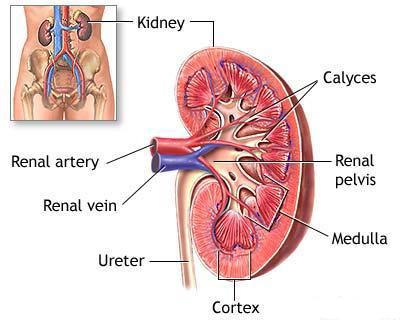 Kidney
Calyces
Renal artery
Renal
pelvis
Renal vein
Medulla
Ureter
Cortex